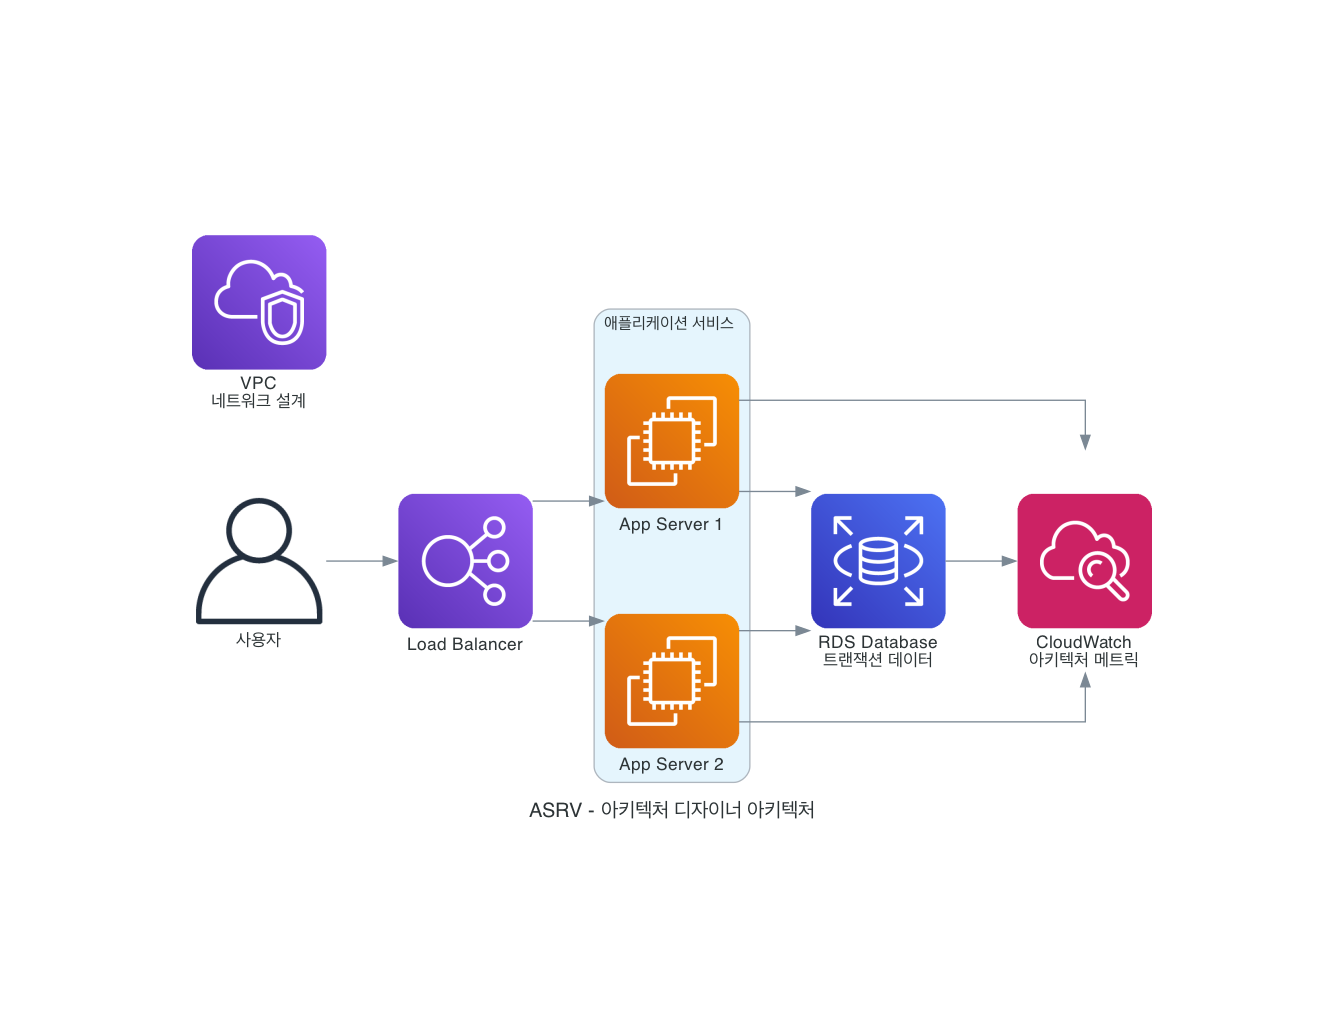 VPC
네트워크 설계
애플리케이션 서비스
App Server 1
사용자
Load Balancer
RDS Database
트랜잭션 데이터
CloudWatch
아키텍처 메트릭
App Server 2
ASRV - 아키텍처 디자이너 아키텍처